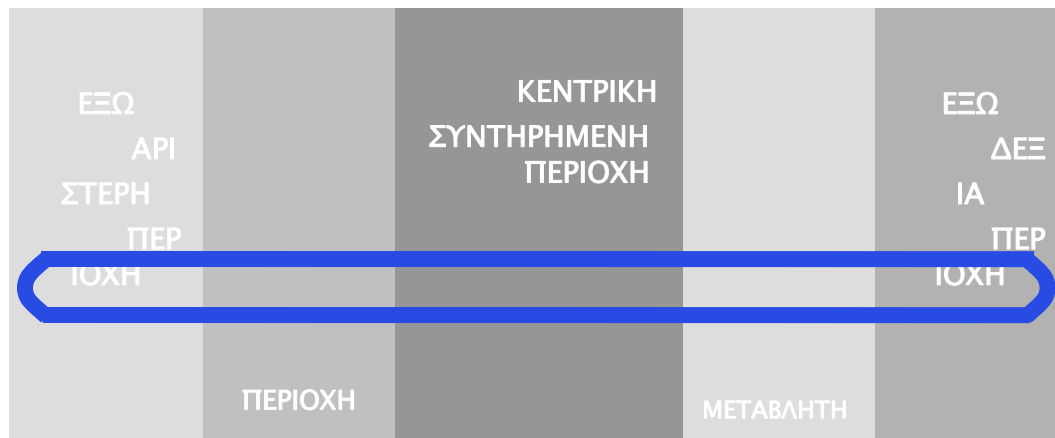 ΕΞΩ
ΑΡΙ
ΣΤΕΡΗ
ΠΕΡ
ΙΟΧΗ
ΠΕΡΙΟΧΗ
ΚΕΝΤΡΙΚΗ
ΣΥΝΤΗΡΗΜΕΝΗ
ΠΕΡΙΟΧΗ
ΜΕΤΑΒΛΗΤΗ
ΕΞΩ
ΔΕΞ
ΙΑ
ΠΕΡ
ΙΟΧΗ